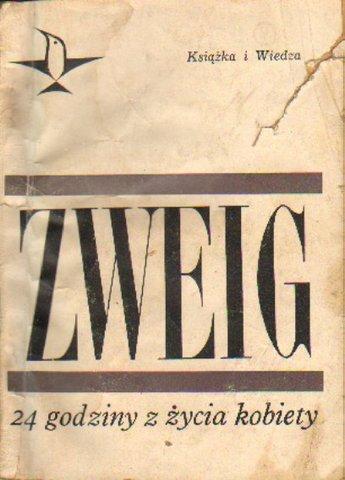 Książka i Wiedza
ZWEIG
24 godziny z życia kobiety